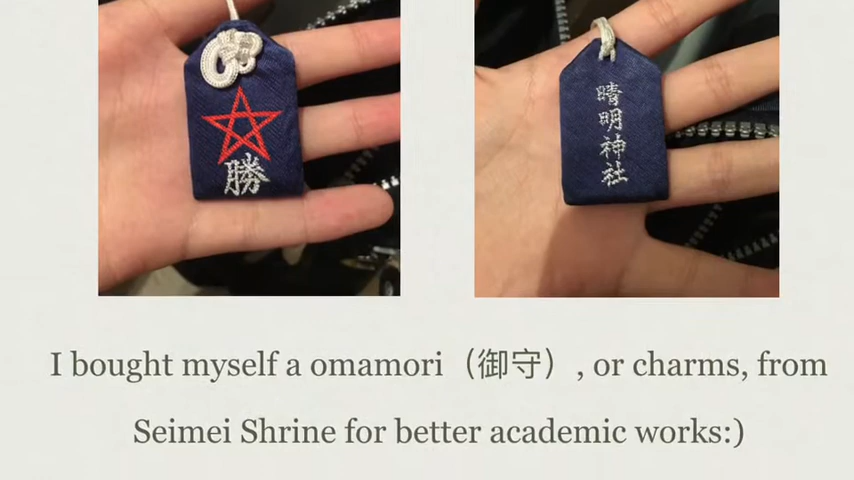 勝
晴明神社
I bought myself a omamori（御守）, or charms, from
Seimei Shrine for better academic works:)